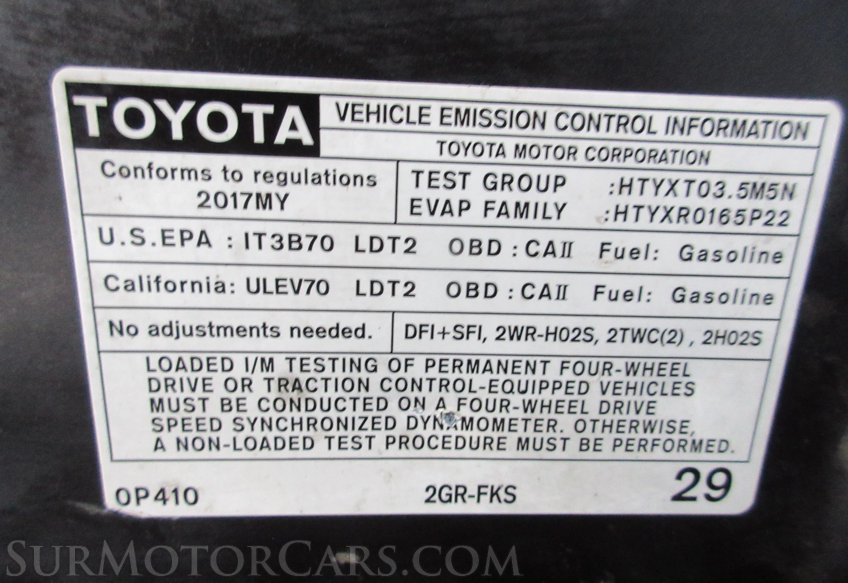 TOYOTA
VEHICLE EMISSION CONTROL INFORMATION
TOYOTA MOTOR CORPORATION
Conforms to regulations
2017MY
TEST GROUP :HTYXT03.5M5N
EVAP FAMILY :HTYXR0165P22
U.S.EPA : IT3B70 LDT2 OBD : CAII Fuel: Gasoline
California: ULEV70 LDT2 OBD : CAII Fuel: Gasoline
No adjustments needed.
DFI+SFI, 2WR-HO2S, 2TWC(2) , 2HO2S
LOADED I/M TESTING OF PERMANENT FOUR-WHEEL
DRIVE OR TRACTION CONTROL-EQUIPPED VEHICLES
MUST BE CONDUCTED ON A FOUR-WHEEL DRIVE
SPEED SYNCHRONIZED DYNAMOMETER. OTHERWISE,
A NON-LOADED TEST PROCEDURE MUST BE PERFORMED.
0P410 2GR-FKS 29
SurMotorCars.com